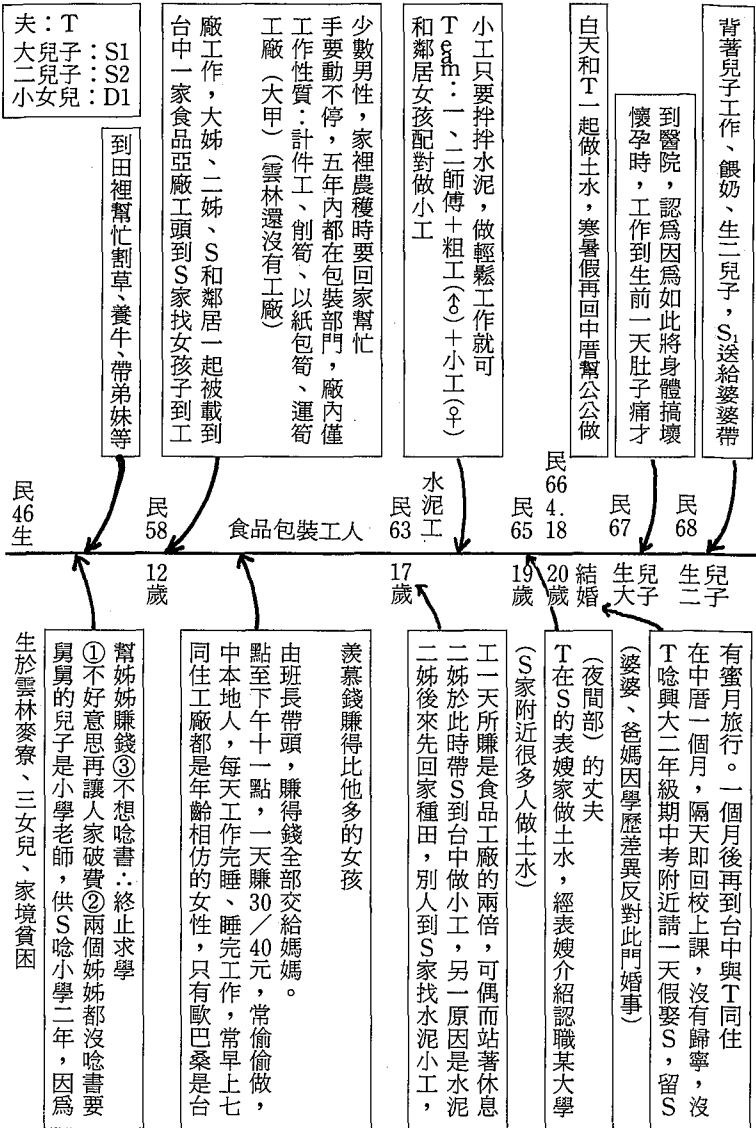 夫：T
大兒子：S1
二兒子：S2
小女兒：D1
到田裡幫忙割草、養牛、帶弟妹等
台中一家食品亞廠工頭到S家找女孩子到工
廠工作，大姊、二姊、S和鄰居一起被載到
工廠（大甲）（雲林還沒有工廠）
工作性質：計件工、削筍、以紙包筍、運筍
手要動不停，五年內都在包裝部門，廠內僅
少數男性，家裡農穫時要回家幫忙
和鄰居女孩配對做小工
Team：一、二師傅＋粗工（♂）＋小工（♀）
小工只要拌拌水泥，做輕鬆工作就可
白天和T一起做土水，寒暑假再回中厝幫公公做
懷孕時，工作到生前一天肚子痛才
到醫院，認為因為如此將身體搞壞
背著兒子工作、餵奶、生二兒子，S1送給婆婆帶
民46生
民58
食品包裝工人
民63
水泥工
民65
民66 4.18
民67
民68
12歲
17歲
19歲
20歲
結婚
生大兒子
生二兒子
生於雲林麥寮、三女兒、家境貧困
舅舅的兒子是小學老師，供S唸小學二年，因為
①不好意思再讓人家破費②兩個姊姊都沒唸書要
幫姊姊賺錢③不想唸書∴終止求學
同住工廠都是年齡相仿的女性，只有歐巴桑是台
中本地人，每天工作完睡、睡完工作，常早上七
點至下午十一點，一天賺30／40元，常偷偷做，
由班長帶頭，賺得錢全部交給媽媽。
羨慕錢賺得比他多的女孩
二姊後來先回家種田，別人到S家找水泥小工，
二姊於此時帶S到台中做小工，另一原因是水泥
工一天所賺是食品工廠的兩倍，可偶而站著休息
（S家附近很多人做土水）
T在S的表嫂家做土水，經表嫂介紹認職某大學
（夜間部）的丈夫
（婆婆、爸媽因學歷差異反對此門婚事）
T唸興大二年級期中考附近請一天假娶S，留S
在中厝一個月，隔天即回校上課，沒有歸寧，沒
有蜜月旅行。一個月後再到台中與T同住